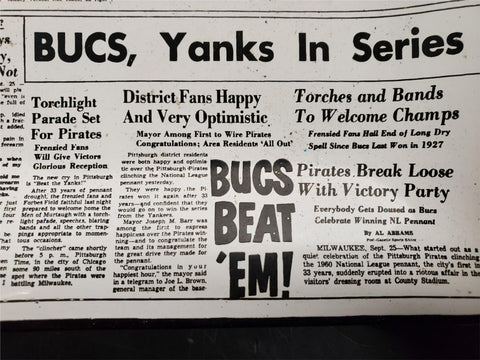 BUCS, Yanks In Series
Torchlight
Parade Set
For Pirates
Frenzied Fans
Will Give Victors
Glorious Reception
The new cry in Pittsburgh
is "Beat the Yanks!"
After 33 years of pennant
drought, the frenzied fans and
Forbes Field faithful last night
prepared to welcome home the
Men of Murtaugh with a torch-
light parade, speeches, blaring
bands and all the other trap-
pings appropriate to momen-
tous occasions.
The "clincher" came shortly
before 5 p. m., Pittsburgh
Time, in the city of Chicago
some 90 miles south of the
spot where the Pirates were
battling Milwaukee.
District Fans Happy
And Very Optimistic
Mayor Among First to Wire Pirates
Congratulations; Area Residents 'All Out'
Pittsburgh district residents
were both happy and optimis-
tic over the Pittsburgh Pirates
clinching the National League
pennant yesterday.
They were happy the Pi-
rates won it again after 33
years—and confident that they
would go on to win the series
from the Yankees.
Mayor Joseph M. Barr was
among the first to express
happiness over the Pirates win-
ning—and to congratulate the
team and its management for
the great drive they made for
the pennant.
"Congratulations in your
happiest hour," the mayor said
in a telegram to Joe L. Brown,
general manager of the base-
BUCS
BEAT
'EM!
Torches and Bands
To Welcome Champs
Frenzied Fans Hail End of Long Dry
Spell Since Bucs Last Won in 1927
Pirates Break Loose
With Victory Party
Everybody Gets Doused as Bucs
Celebrate Winning NL Pennant
By AL ABRAMS
Post-Gazette Sports Editor
MILWAUKEE, Sept. 25—What started out as a
quiet celebration of the Pittsburgh Pirates clinching
the 1960 National League pennant, the city's first in
33 years, suddenly erupted into a riotous affair in the
visitors' dressing room at County Stadium.